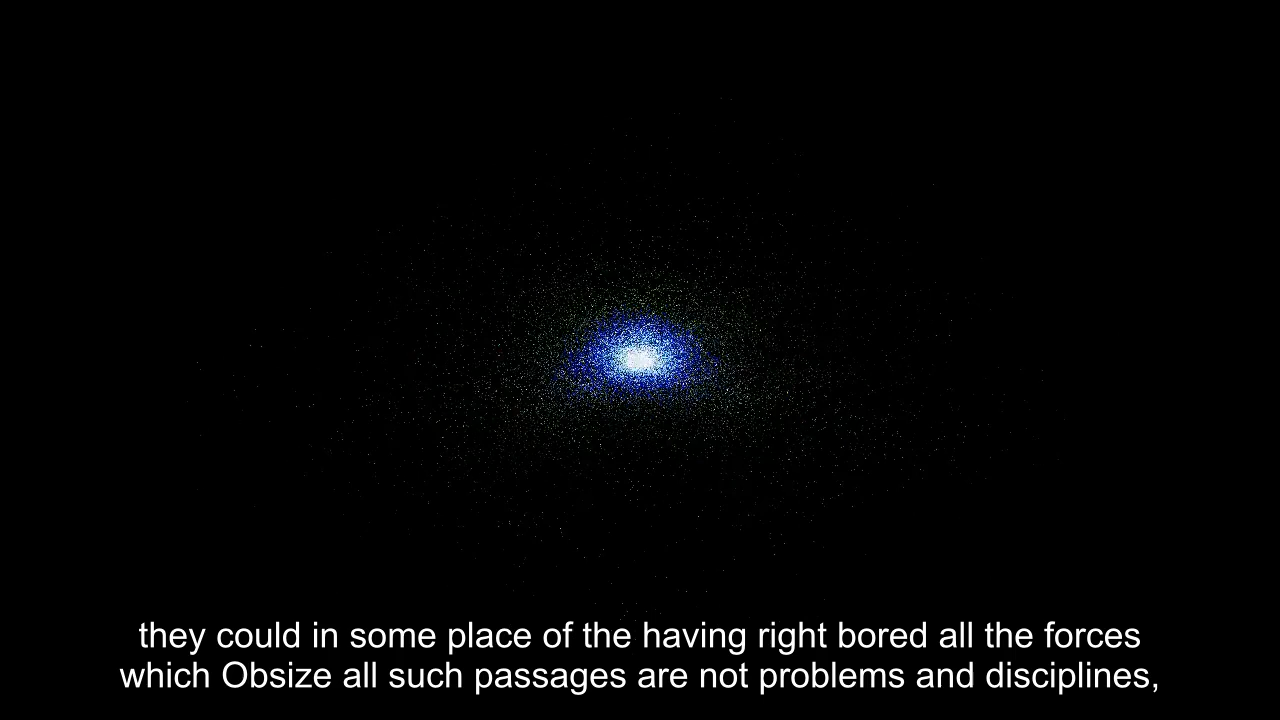 they could in some place of the having right bored all the forces
which Obsize all such passages are not problems and disciplines,